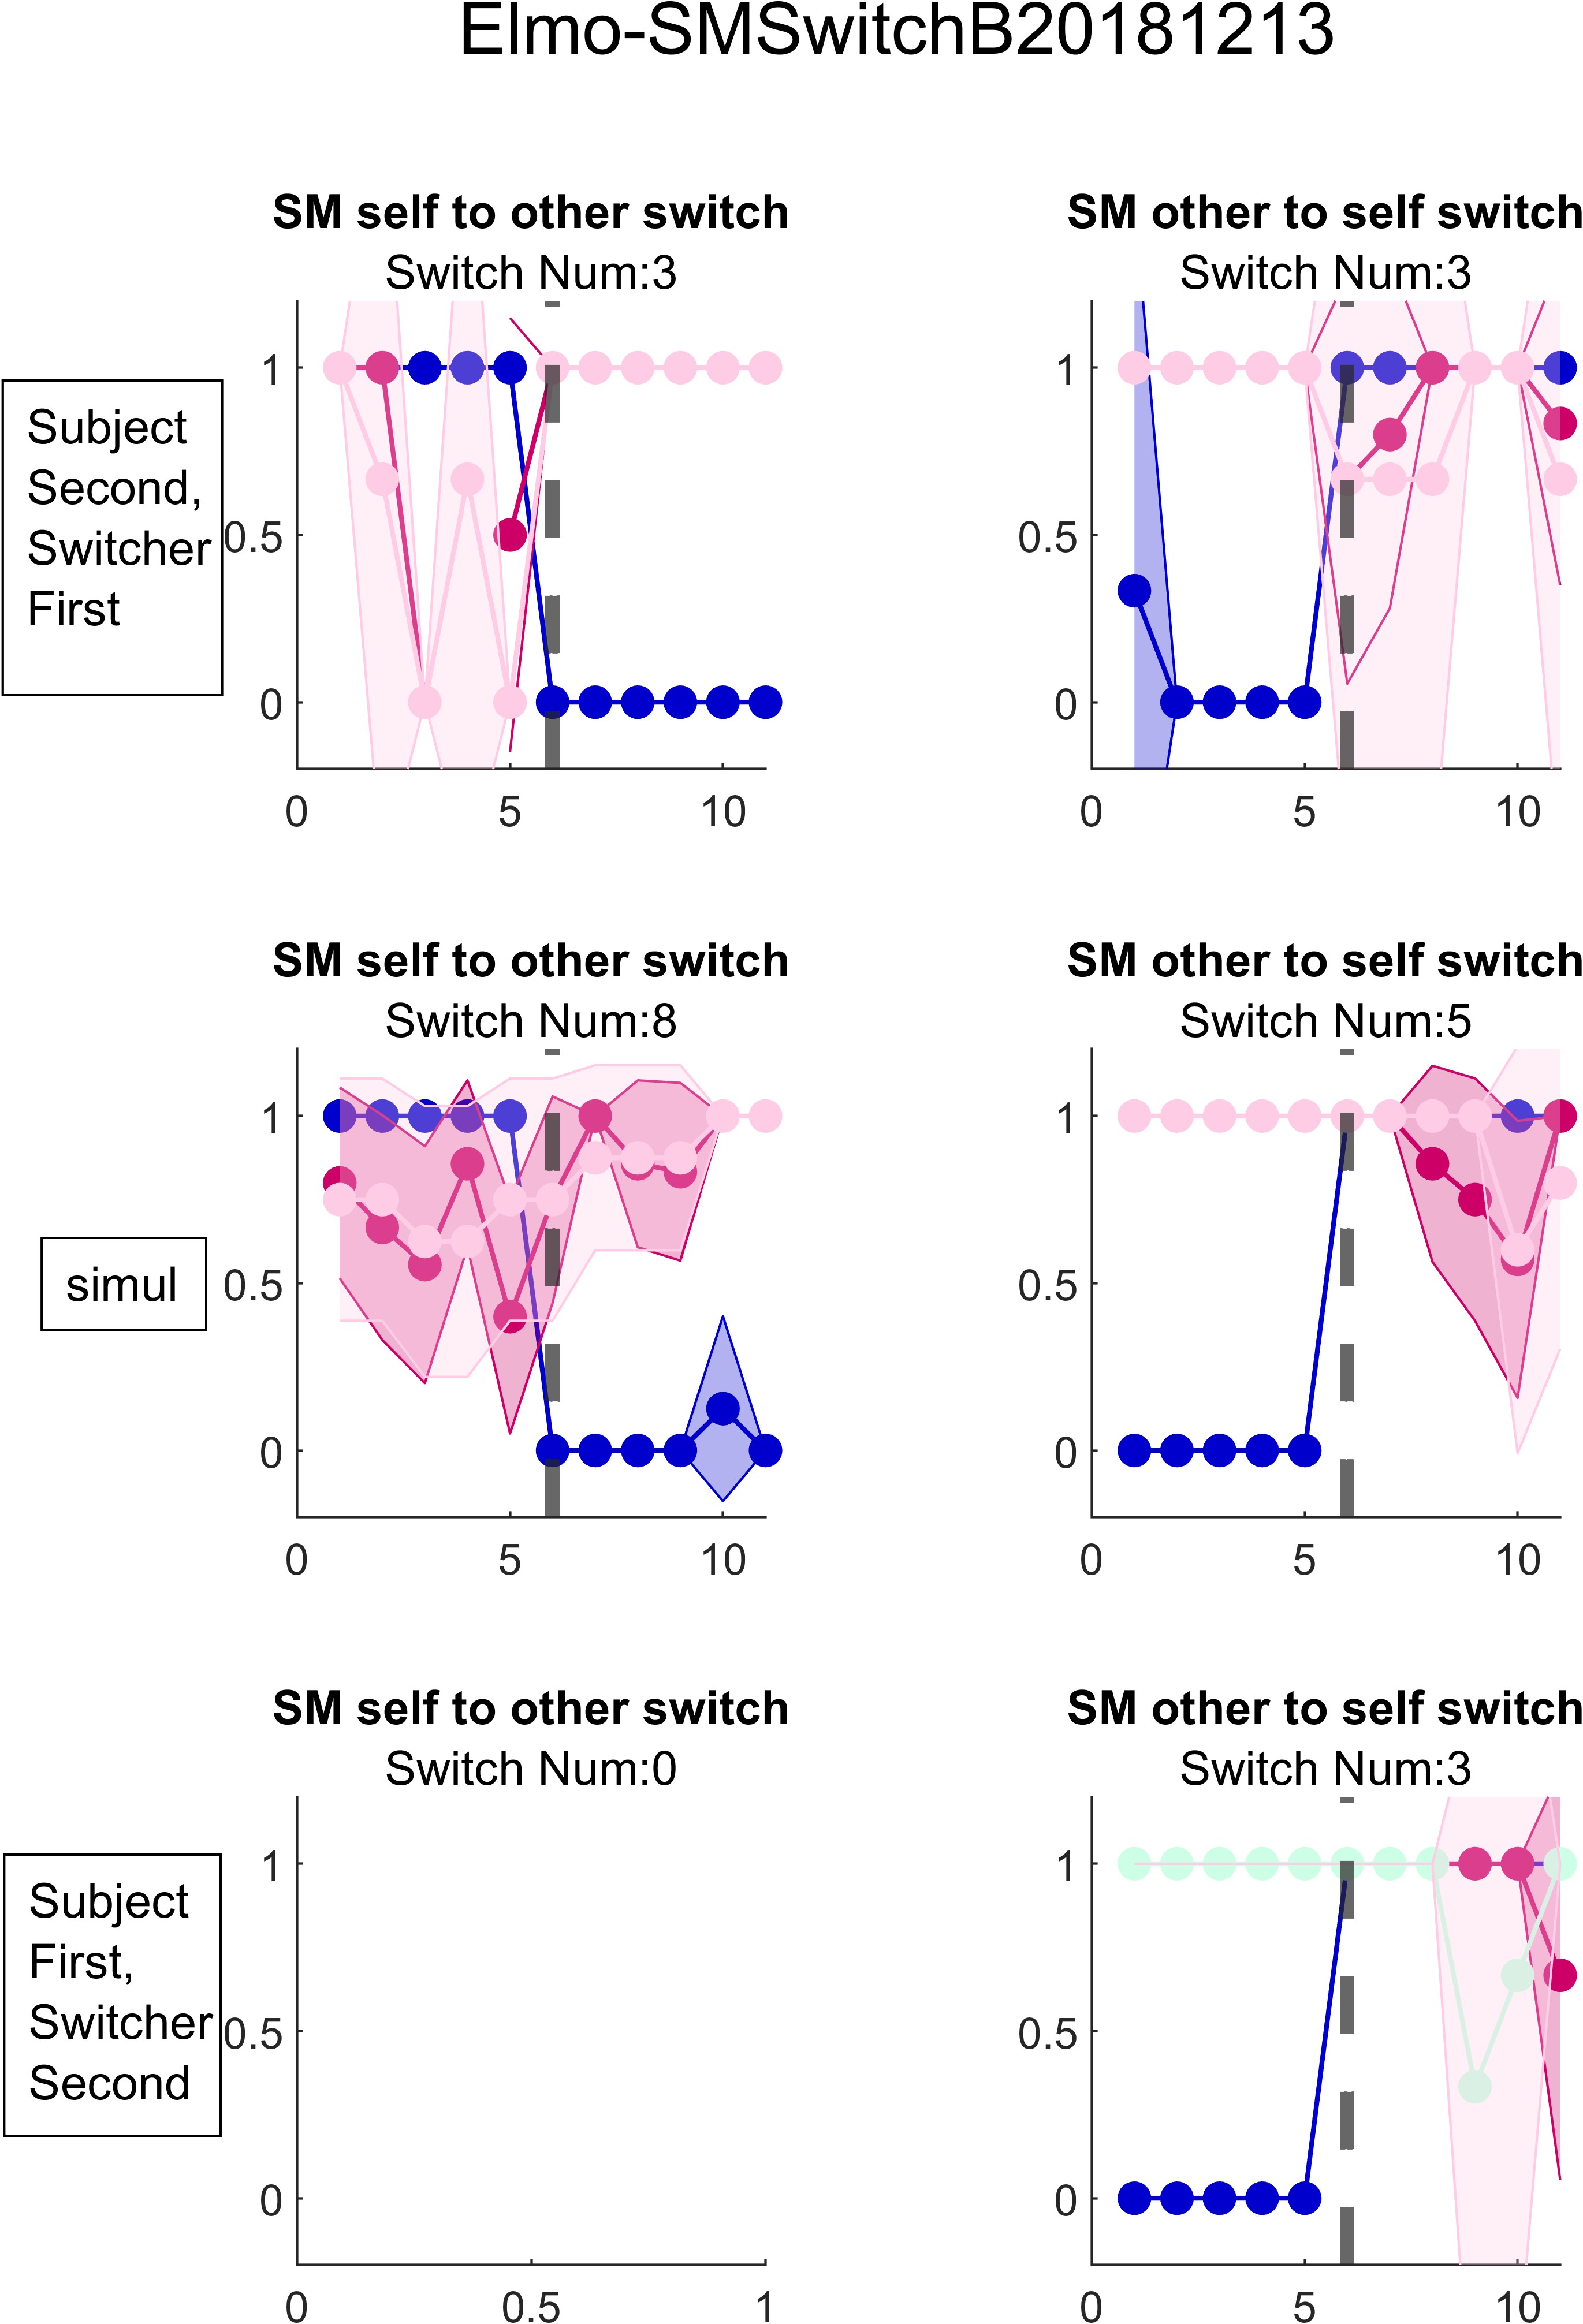 Elmo-SMSwitchB20181213
SM self to other switch
Switch Num:3
SM other to self switch
Switch Num:3
Subject
Second,
Switcher
First
1
0.5
0
0 5 10
1
0.5
0
0 5 10
SM self to other switch
Switch Num:8
SM other to self switch
Switch Num:5
simul
1
0.5
0
0 5 10
1
0.5
0
0 5 10
SM self to other switch
Switch Num:0
SM other to self switch
Switch Num:3
Subject
First,
Switcher
Second
1
0.5
0
0 0.5 1
1
0.5
0
0 5 10